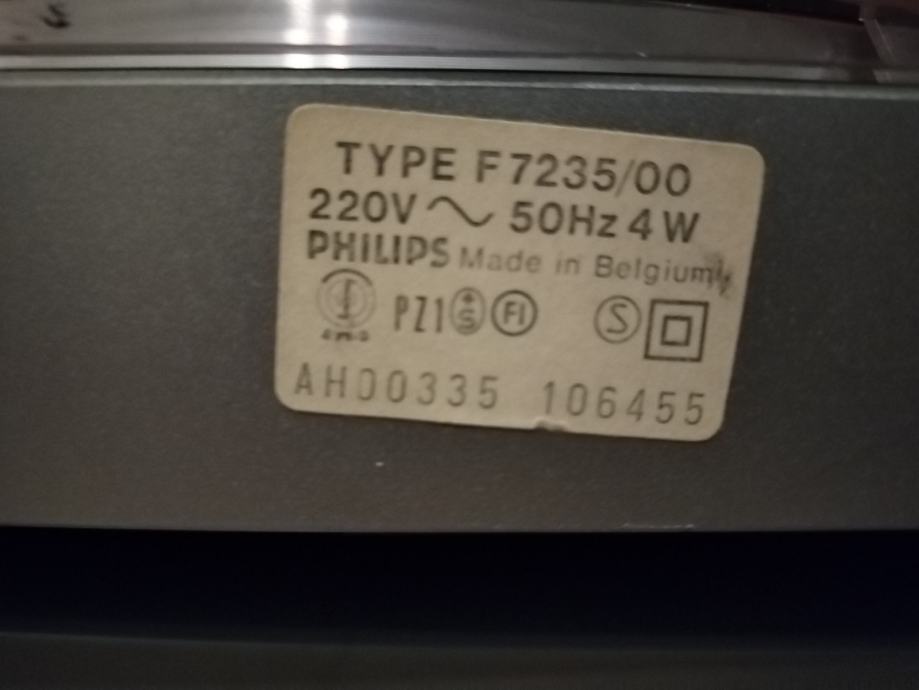 TYPE F7235/00
220V ~ 50Hz 4W
PHILIPS Made in Belgium
PZ1 S FI S
AH00335 106455